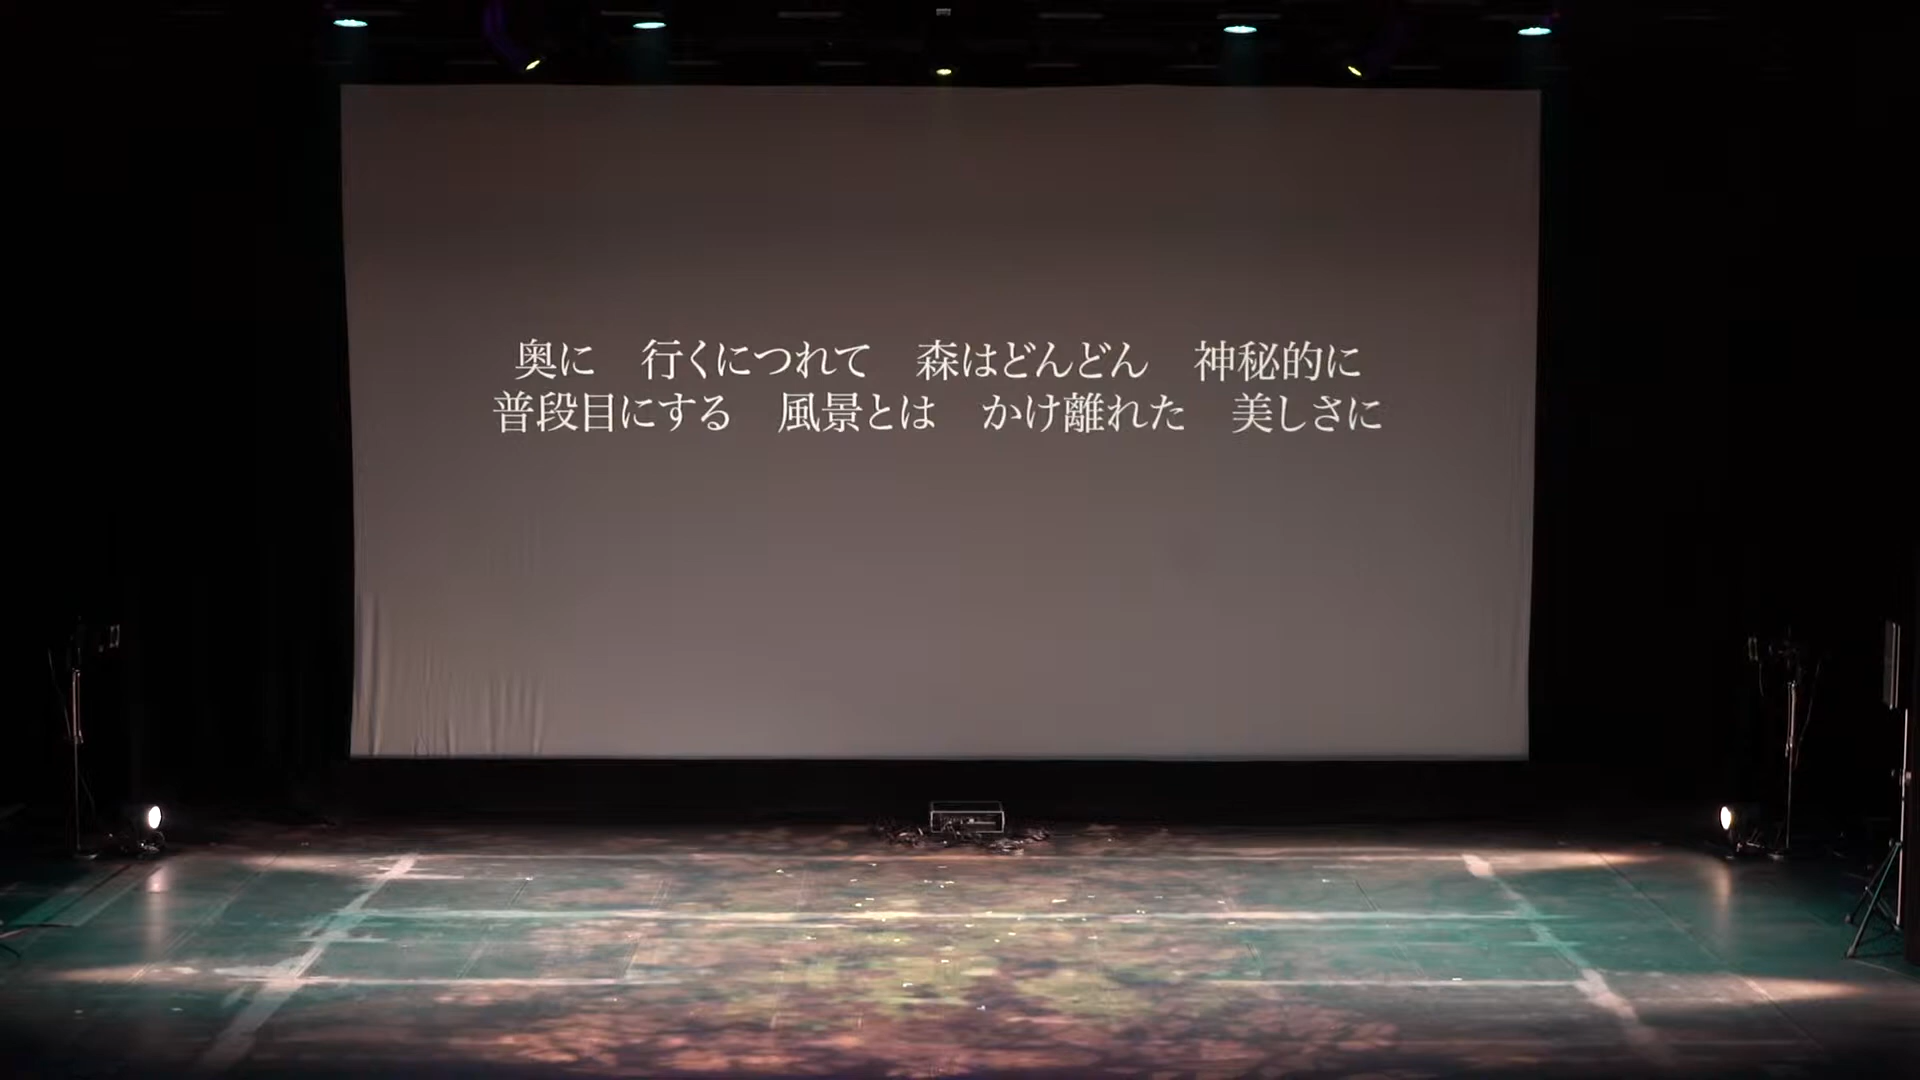 奥に　行くにつれて　森はどんどん　神秘的に
普段目にする　風景とは　かけ離れた　美しさに